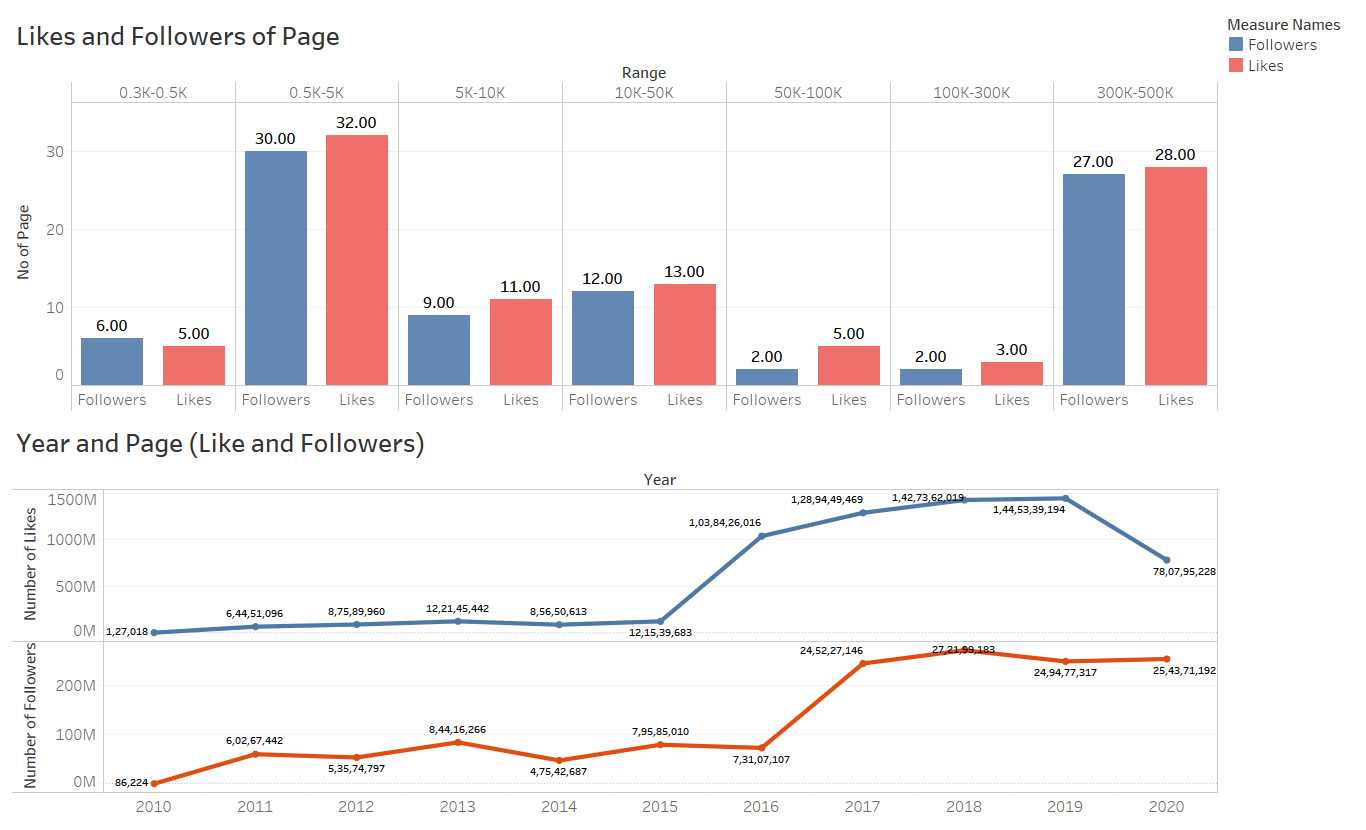 Likes and Followers of Page
Measure Names
Followers
Likes
Range
0.3K-0.5K 0.5K-5K 5K-10K 10K-50K 50K-100K 100K-300K 300K-500K
No of Page
30
20
10
0
6.00 5.00 30.00 32.00 9.00 11.00 12.00 13.00 2.00 5.00 2.00 3.00 27.00 28.00
Followers Likes Followers Likes Followers Likes Followers Likes Followers Likes Followers Likes Followers Likes
Year and Page (Like and Followers)
Year
Number of Likes
1500M
1000M
500M
0M
1,27,018 6,44,51,096 8,75,89,960 12,21,45,442 8,56,50,613 12,15,39,683 1,03,84,26,016 1,28,94,49,469 1,42,73,62,019 1,44,53,39,194 78,07,95,228
Number of Followers
200M
100M
0M
86,224 6,02,67,442 5,35,74,797 8,44,16,266 4,75,42,687 7,95,85,010 7,31,07,107 24,52,27,146 27,21,99,183 24,94,77,317 25,43,71,192
2010 2011 2012 2013 2014 2015 2016 2017 2018 2019 2020